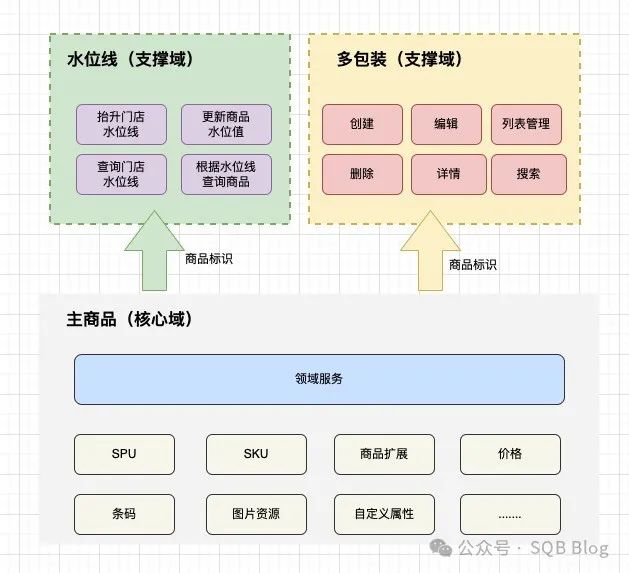 水位线（支撑域）
抬升门店
水位线
更新商品
水位值
查询门店
水位线
根据水位线
查询商品
多包装（支撑域）
创建
编辑
列表管理
删除
详情
搜索
商品标识
商品标识
主商品（核心域）
领域服务
SPU
SKU
商品扩展
价格
条码
图片资源
自定义属性
.......
公众号 · SQB Blog